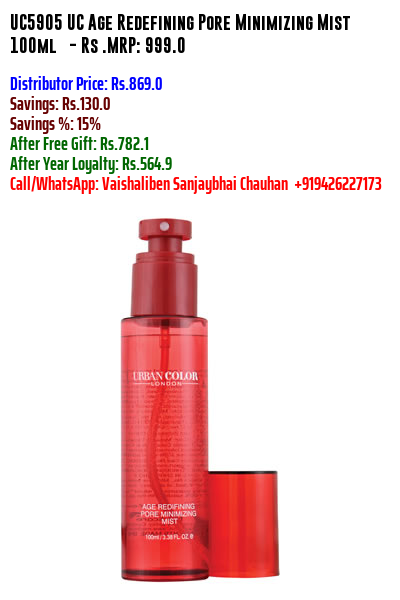 UC5905 UC Age Redefining Pore Minimizing Mist
100ml - Rs .MRP: 999.0
Distributor Price: Rs.869.0
Savings: Rs.130.0
Savings %: 15%
After Free Gift: Rs.782.1
After Year Loyalty: Rs.564.9
Call/WhatsApp: Vaishaliben Sanjaybhai Chauhan +919426227173
URBAN COLOR
LONDON
AGE REDIFINING
PORE MINIMIZING
MIST
100ml / 3.38 FL. OZ. e